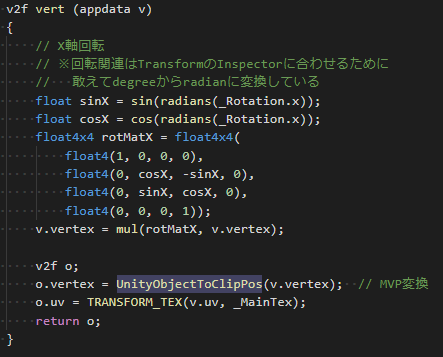 v2f vert (appdata v)
{
// X軸回転
// ※回転関連はTransformのInspectorに合わせるために
// 敢えてdegreeからradianに変換している
float sinX = sin(radians(_Rotation.x));
float cosX = cos(radians(_Rotation.x));
float4x4 rotMatX = float4x4(
float4(1, 0, 0, 0),
float4(0, cosX, -sinX, 0),
float4(0, sinX, cosX, 0),
float4(0, 0, 0, 1));
v.vertex = mul(rotMatX, v.vertex);
v2f o;
o.vertex = UnityObjectToClipPos(v.vertex); // MVP変換
o.uv = TRANSFORM_TEX(v.uv, _MainTex);
return o;
}